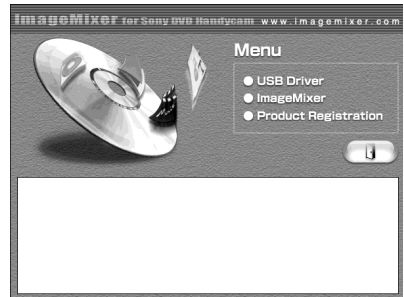 ImageMixer for Sony DVD Handycam www.imagemixer.com
Menu
USB Driver
ImageMixer
Product Registration